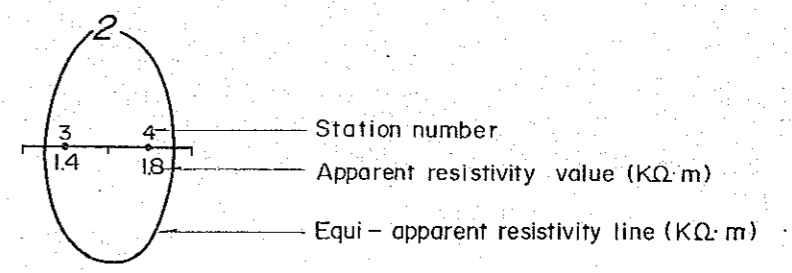 2
3 4
1.4 1.8
Station number
Apparent resistivity value (KΩ·m)
Equi-apparent resistivity line (KΩ·m)